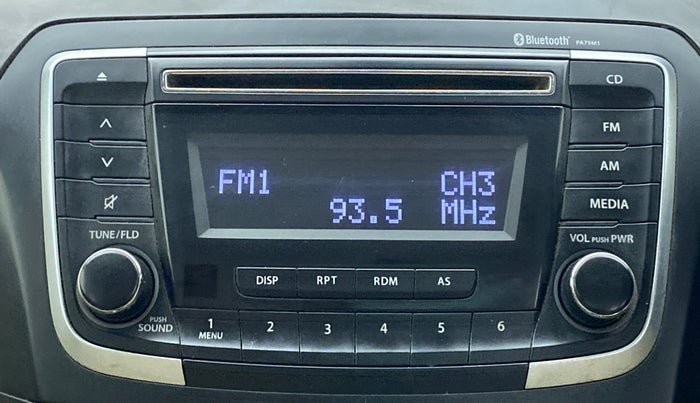 Bluetooth® PA79M1
CD
FM
AM
MEDIA
FM1 CH3
93.5 MHz
TUNE/FLD
VOL PUSH PWR
DISP RPT RDM AS
PUSH
SOUND
1 2 3 4 5 6
MENU